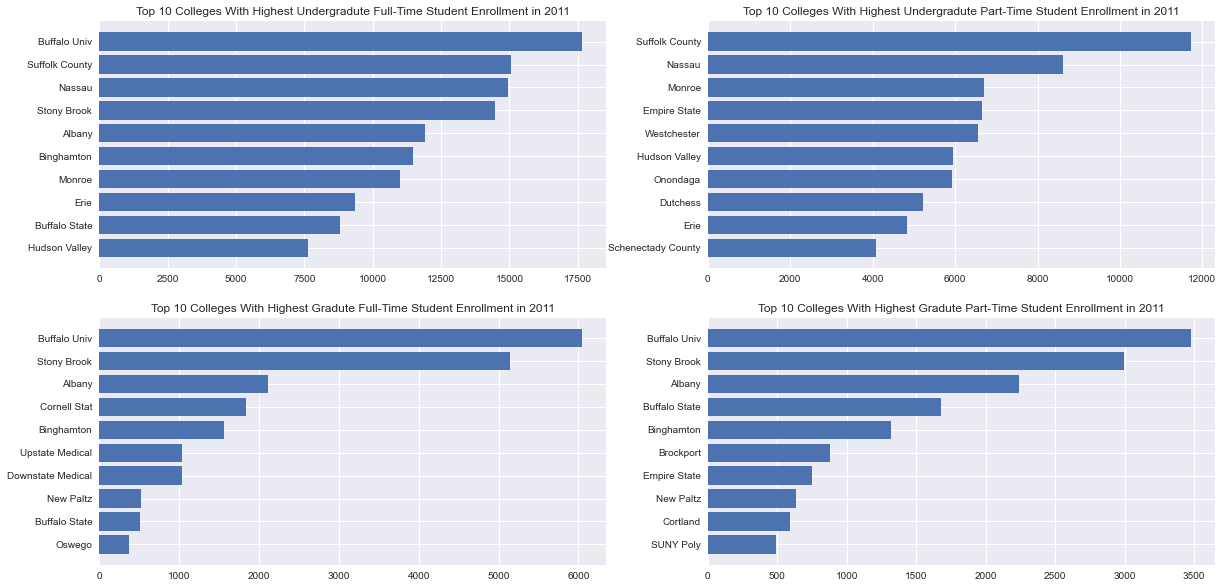 Top 10 Colleges With Highest Undergradute Full-Time Student Enrollment in 2011
Buffalo Univ
Suffolk County
Nassau
Stony Brook
Albany
Binghamton
Monroe
Erie
Buffalo State
Hudson Valley
0 2500 5000 7500 10000 12500 15000 17500
Top 10 Colleges With Highest Undergradute Part-Time Student Enrollment in 2011
Suffolk County
Nassau
Monroe
Empire State
Westchester
Hudson Valley
Onondaga
Dutchess
Erie
Schenectady County
0 2000 4000 6000 8000 10000 12000
Top 10 Colleges With Highest Gradute Full-Time Student Enrollment in 2011
Buffalo Univ
Stony Brook
Albany
Cornell Stat
Binghamton
Upstate Medical
Downstate Medical
New Paltz
Buffalo State
Oswego
0 1000 2000 3000 4000 5000 6000
Top 10 Colleges With Highest Gradute Part-Time Student Enrollment in 2011
Buffalo Univ
Stony Brook
Albany
Buffalo State
Binghamton
Brockport
Empire State
New Paltz
Cortland
SUNY Poly
0 500 1000 1500 2000 2500 3000 3500